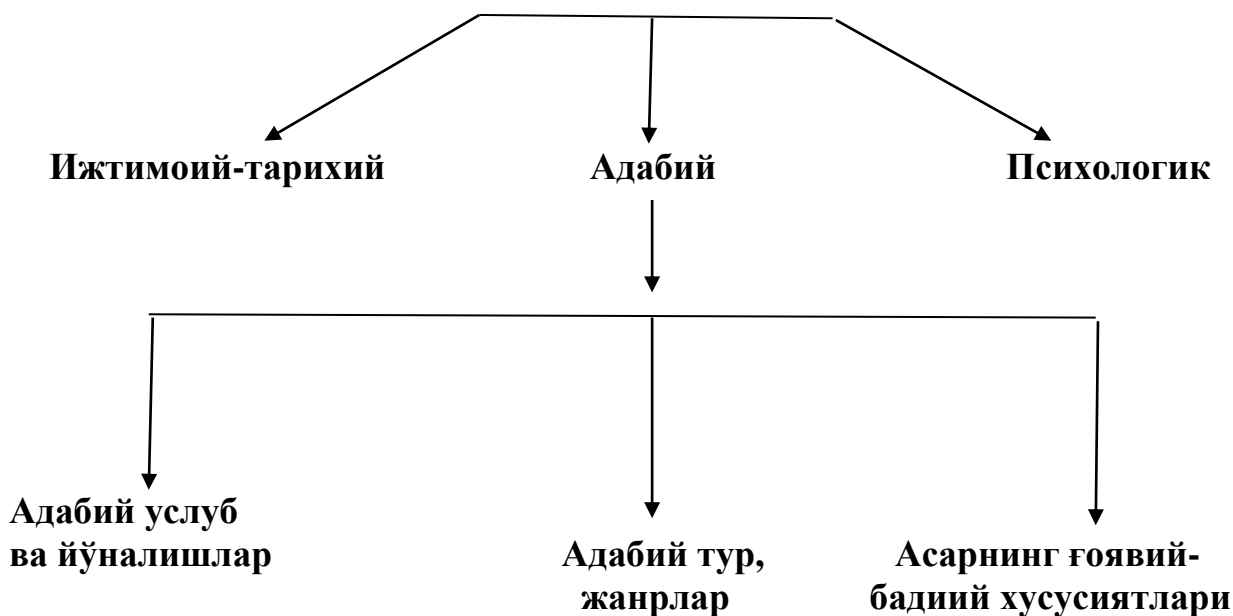 Ижтимоий-тарихий
Адабий
Психологик
Адабий услуб
ва йўналишлар
Адабий тур,
жанрлар
Асарнинг ғоявий-
бадиий хусусиятлари